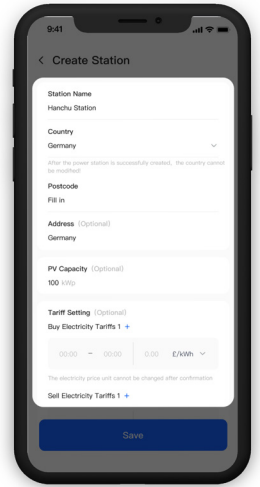 9:41
< Create Station
Station Name
Hanchu Station
Country
Germany
After the power station is successfully created, the country cannot
be modified!
Postcode
Fill in
Address (Optional)
Germany
PV Capacity (Optional)
100 kWp
Tariff Setting (Optional)
Buy Electricity Tariffs 1 +
00:00 – 00:00 0.00 £/kWh
The electricity price unit cannot be changed after confirmation
Sell Electricity Tariffs 1 +
Save